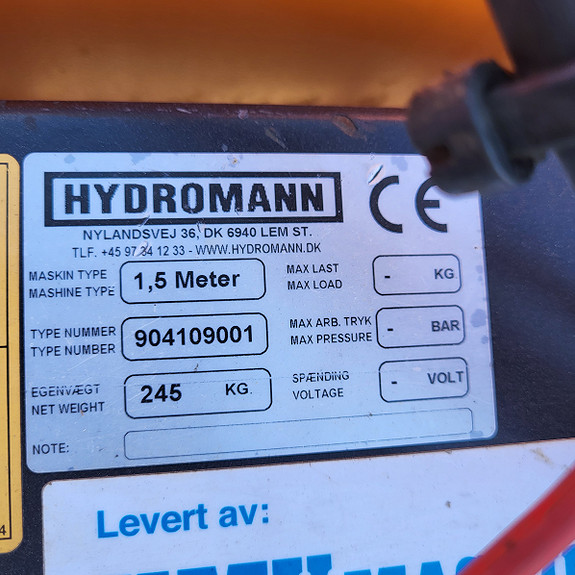 HYDROMANN
CE
NYLANDSVEJ 36, DK 6940 LEM ST.
TLF. +45 97 34 12 33 - WWW.HYDROMANN.DK
MASKIN TYPE
MASHINE TYPE
1,5 Meter
MAX LAST
MAX LOAD
- KG.
TYPE NUMMER
TYPE NUMBER
904109001
MAX ARB. TRYK
MAX PRESSURE
- BAR
EGENVÆGT
NET WEIGHT
245 KG.
SPÆNDING
VOLTAGE
- VOLT
NOTE:
4
Levert av: